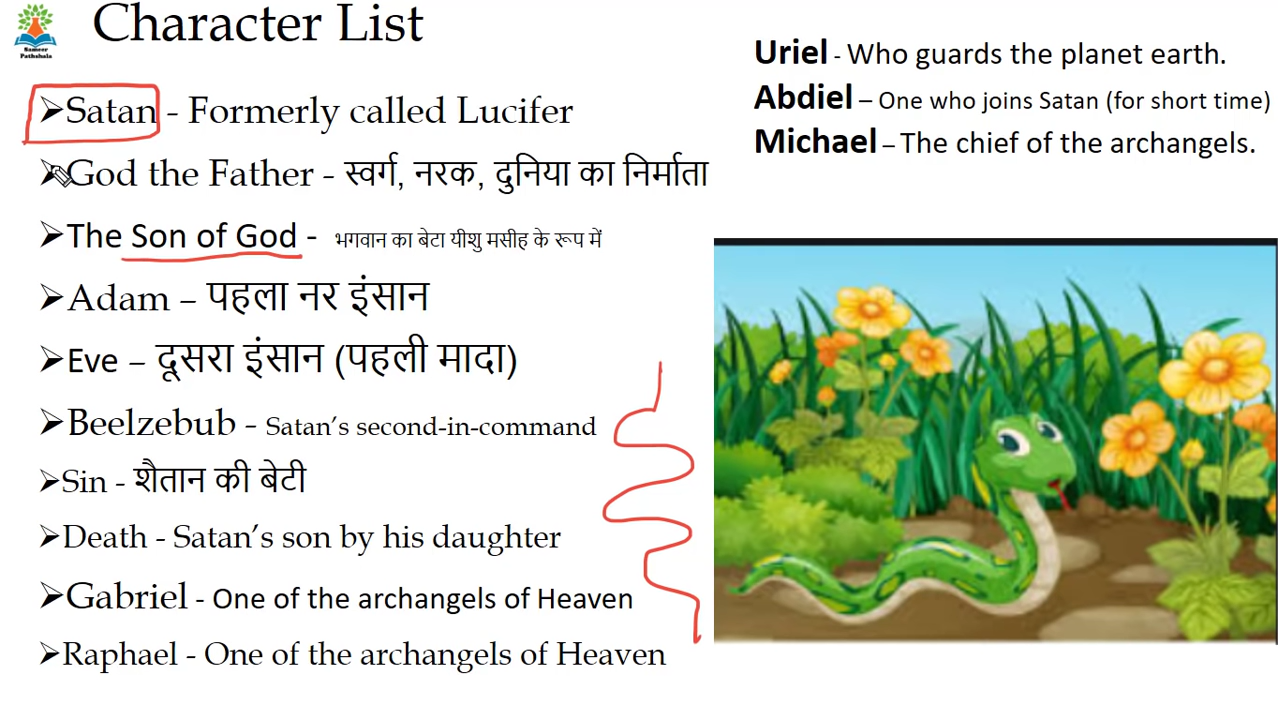 Sameer
Pathshala
Character List
➢Satan - Formerly called Lucifer
➢God the Father - स्वर्ग, नरक, दुनिया का निर्माता
➢The Son of God - भगवान का बेटा यीशु मसीह के रूप में
➢Adam – पहला नर इंसान
➢Eve – दूसरा इंसान (पहली मादा)
➢Beelzebub - Satan’s second-in-command
➢Sin - शैतान की बेटी
➢Death - Satan’s son by his daughter
➢Gabriel - One of the archangels of Heaven
➢Raphael - One of the archangels of Heaven
Uriel - Who guards the planet earth.
Abdiel – One who joins Satan (for short time)
Michael – The chief of the archangels.